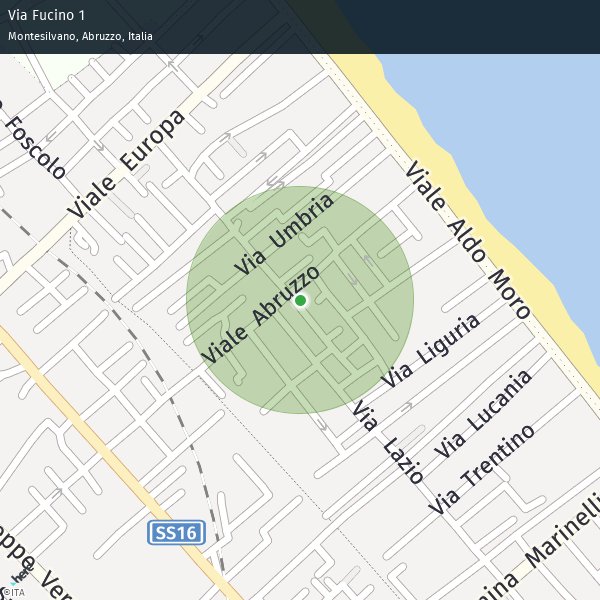 Via Fucino 1
Montesilvano, Abruzzo, Italia
Foscolo
Viale Europa
Viale Aldo Moro
Via Umbria
Viale Abruzzo
Via Liguria
Via Lucania
Via Lazio
Via Trentino
SS16
Marinelli
here
©ITA